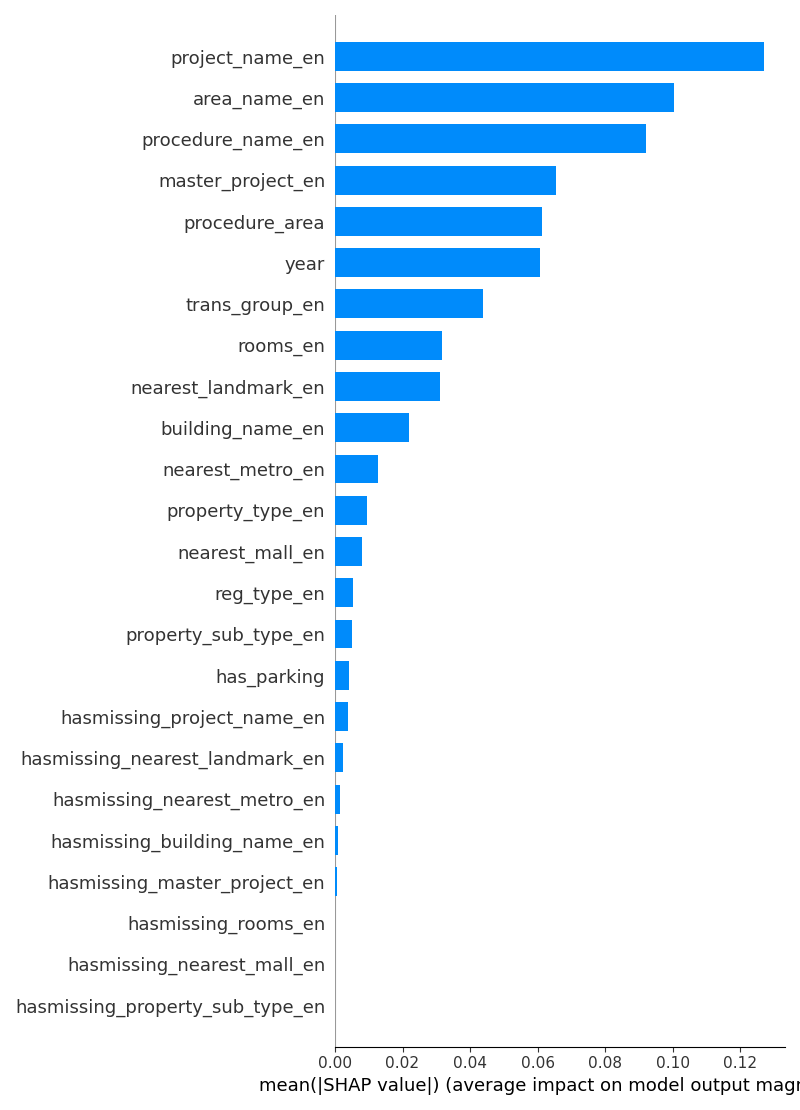 project_name_en
area_name_en
procedure_name_en
master_project_en
procedure_area
year
trans_group_en
rooms_en
nearest_landmark_en
building_name_en
nearest_metro_en
property_type_en
nearest_mall_en
reg_type_en
property_sub_type_en
has_parking
hasmissing_project_name_en
hasmissing_nearest_landmark_en
hasmissing_nearest_metro_en
hasmissing_building_name_en
hasmissing_master_project_en
hasmissing_rooms_en
hasmissing_nearest_mall_en
hasmissing_property_sub_type_en
0.00 0.02 0.04 0.06 0.08 0.10 0.12
mean(|SHAP value|) (average impact on model output magr